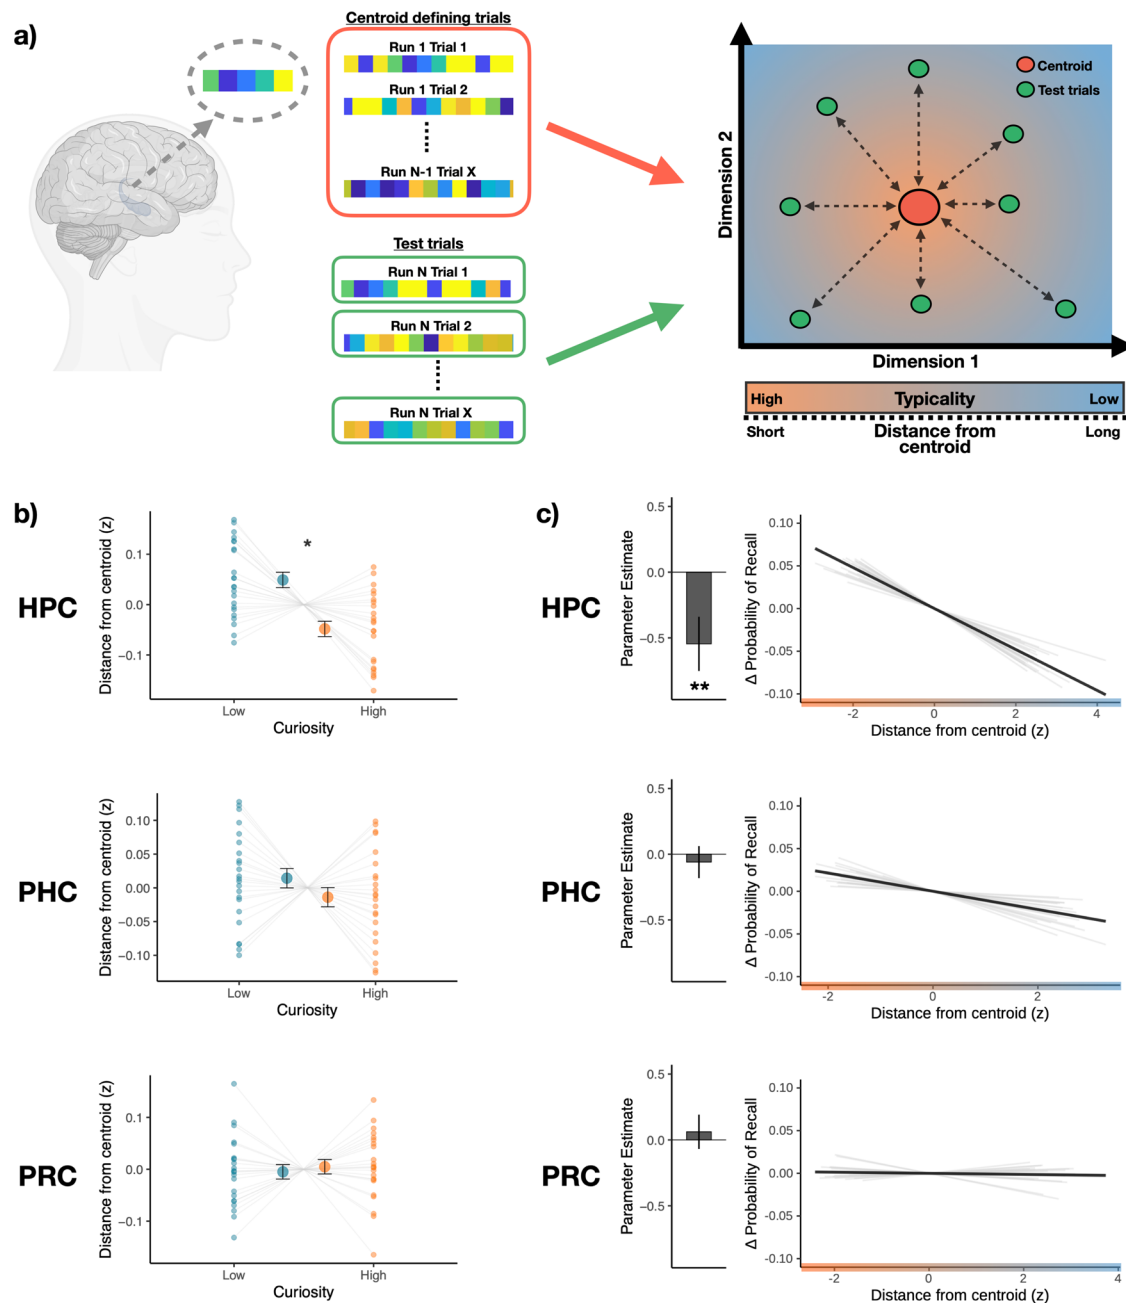 a)
Centroid defining trials
Run 1 Trial 1
Run 1 Trial 2
Run N-1 Trial X
Test trials
Run N Trial 1
Run N Trial 2
Run N Trial X
Dimension 2
Centroid
Test trials
Dimension 1
High Typicality Low
Short Distance from Long
centroid
b)
HPC
Distance from centroid (z)
0.1
0.0
−0.1
*
Low High
Curiosity
PHC
Distance from centroid (z)
0.10
0.05
0.00
−0.05
−0.10
Low High
Curiosity
PRC
Distance from centroid (z)
0.1
0.0
−0.1
Low High
Curiosity
c)
HPC
Parameter Estimate
0.5
0.0
−0.5
**
Δ Probability of Recall
0.10
0.05
0.00
−0.05
−0.10
-2 0 2 4
Distance from centroid (z)
PHC
Parameter Estimate
0.5
0.0
−0.5
Δ Probability of Recall
0.10
0.05
0.00
−0.05
−0.10
-2 0 2
Distance from centroid (z)
PRC
Parameter Estimate
0.5
0.0
−0.5
Δ Probability of Recall
0.10
0.05
0.00
−0.05
−0.10
-2 0 2 4
Distance from centroid (z)